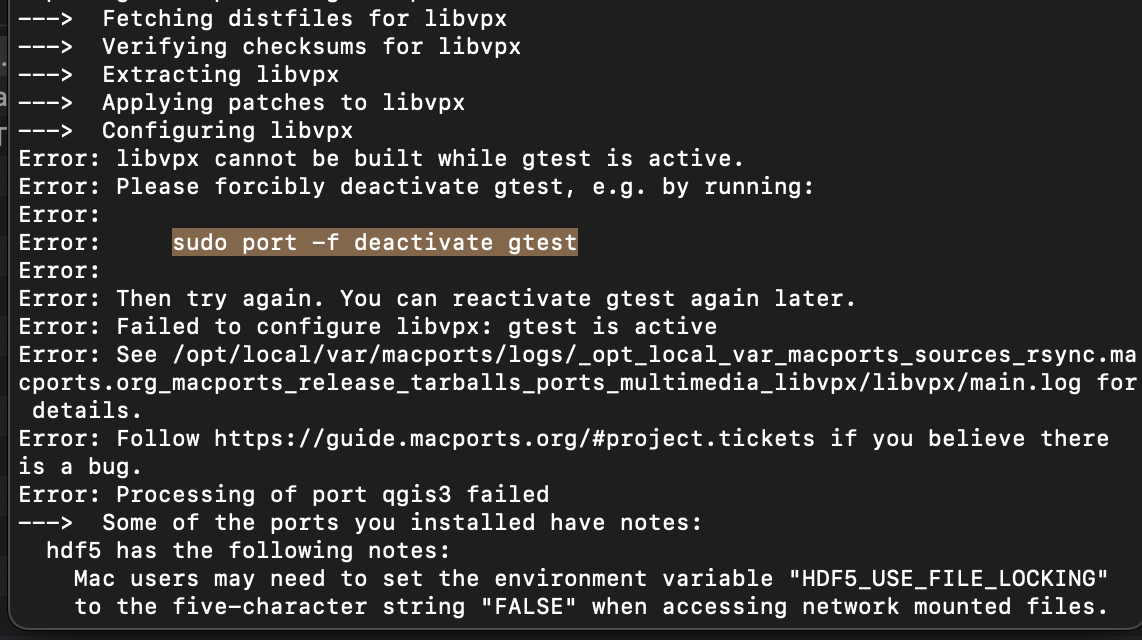 ---> Fetching distfiles for libvpx
---> Verifying checksums for libvpx
---> Extracting libvpx
---> Applying patches to libvpx
---> Configuring libvpx
Error: libvpx cannot be built while gtest is active.
Error: Please forcibly deactivate gtest, e.g. by running:
Error:
Error:     sudo port -f deactivate gtest
Error:
Error: Then try again. You can reactivate gtest again later.
Error: Failed to configure libvpx: gtest is active
Error: See /opt/local/var/macports/logs/_opt_local_var_macports_sources_rsync.ma
cports.org_macports_release_tarballs_ports_multimedia_libvpx/libvpx/main.log for
 details.
Error: Follow https://guide.macports.org/#project.tickets if you believe there
is a bug.
Error: Processing of port qgis3 failed
---> Some of the ports you installed have notes:
  hdf5 has the following notes:
    Mac users may need to set the environment variable "HDF5_USE_FILE_LOCKING"
    to the five-character string "FALSE" when accessing network mounted files.